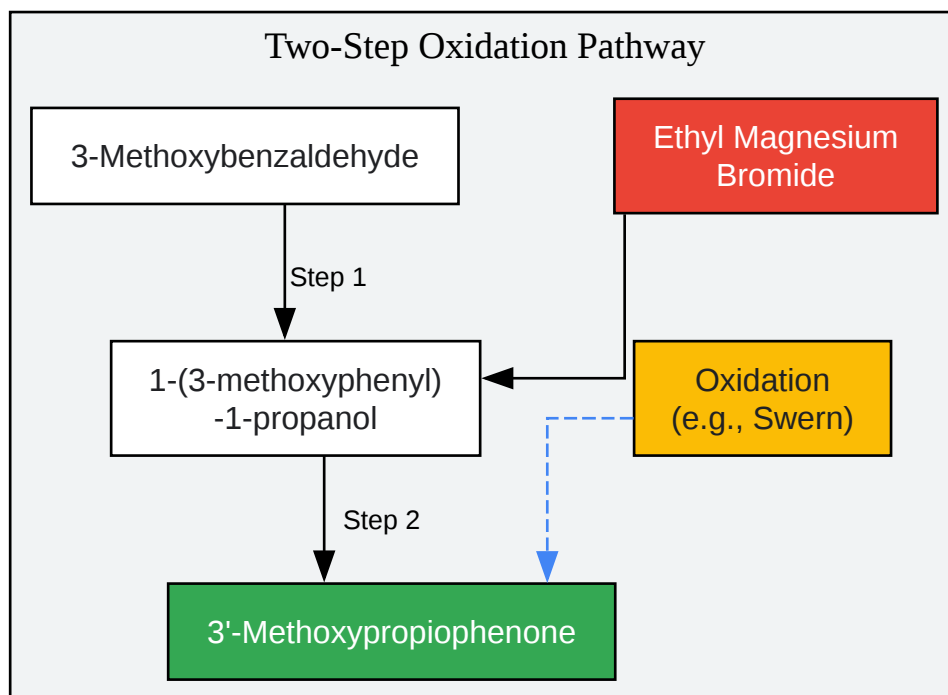 Two-Step Oxidation Pathway
3-Methoxybenzaldehyde
Ethyl Magnesium
Bromide
Step 1
1-(3-methoxyphenyl)
-1-propanol
Oxidation
(e.g., Swern)
Step 2
3'-Methoxypropiophenone